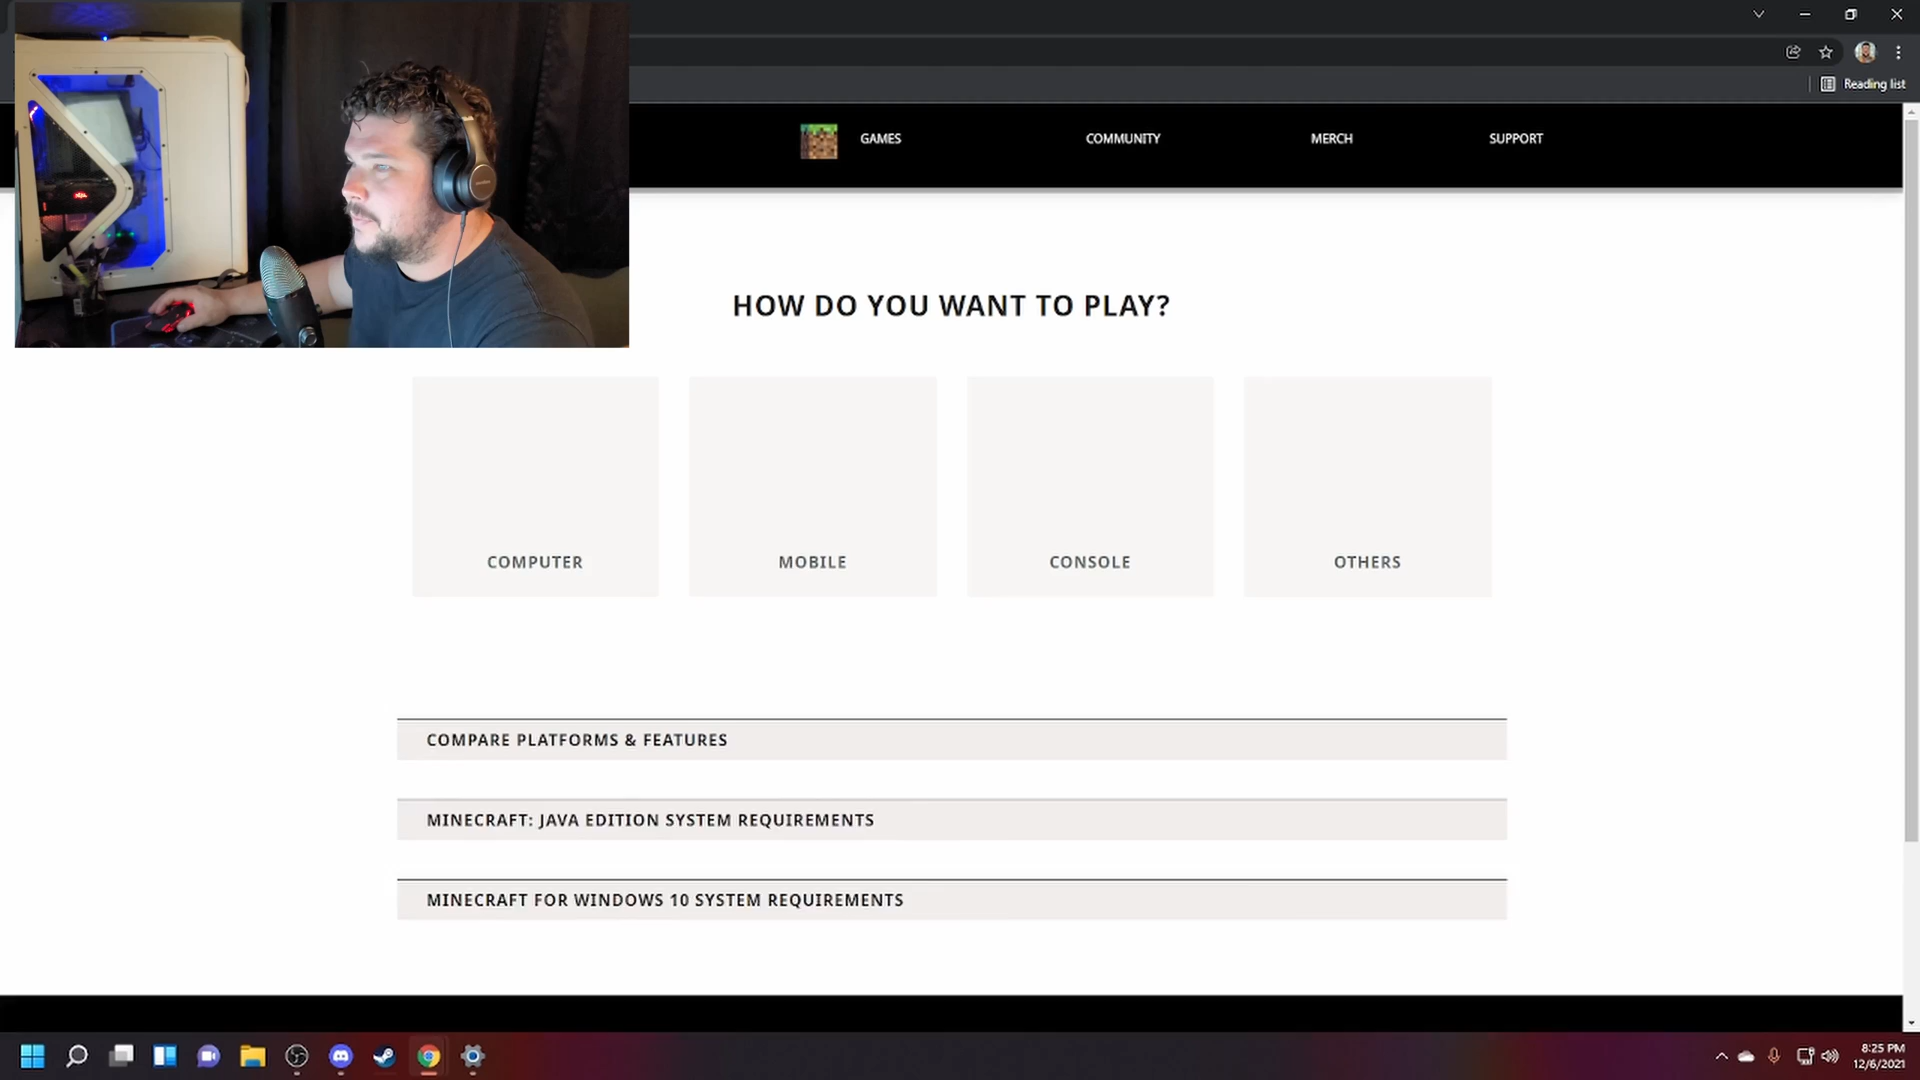 Reading list
GAMES
COMMUNITY
MERCH
SUPPORT
HOW DO YOU WANT TO PLAY?
COMPUTER
MOBILE
CONSOLE
OTHERS
COMPARE PLATFORMS & FEATURES
MINECRAFT: JAVA EDITION SYSTEM REQUIREMENTS
MINECRAFT FOR WINDOWS 10 SYSTEM REQUIREMENTS
8:25 PM
12/6/2021